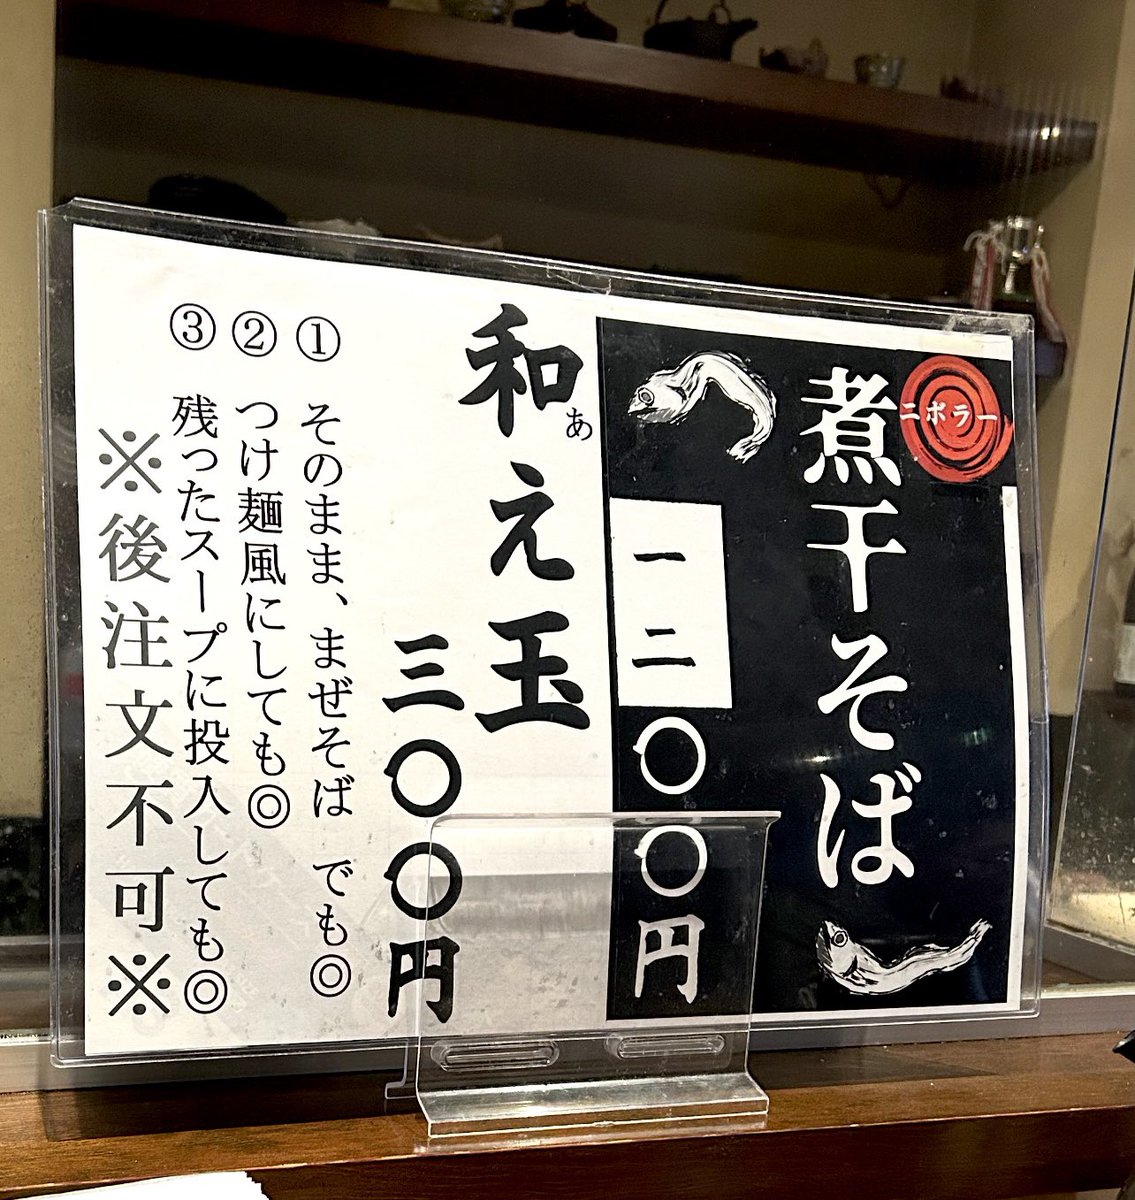 ニボラー
煮干そば
一二〇〇円
和え玉
あ
三〇〇円
① そのまま、まぜそば でも◎
② つけ麺風にしても◎
③ 残ったスープに投入しても◎
※後注文不可※